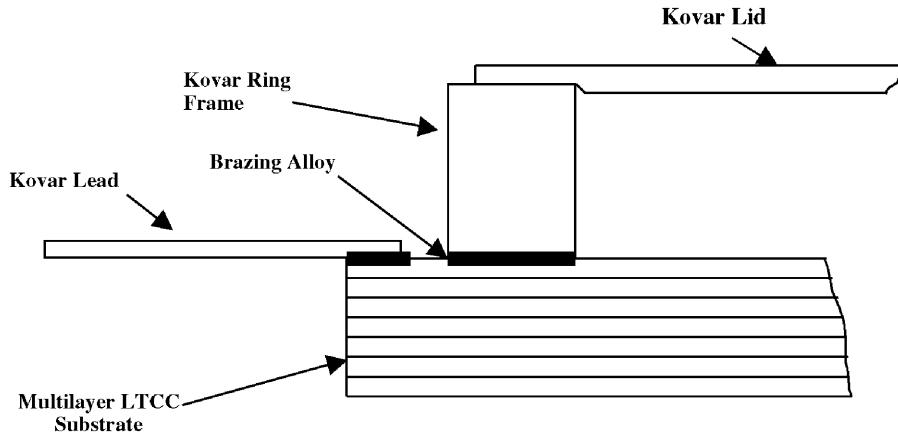 Kovar Lid
Kovar Ring
Frame
Brazing Alloy
Kovar Lead
Multilayer LTCC
Substrate